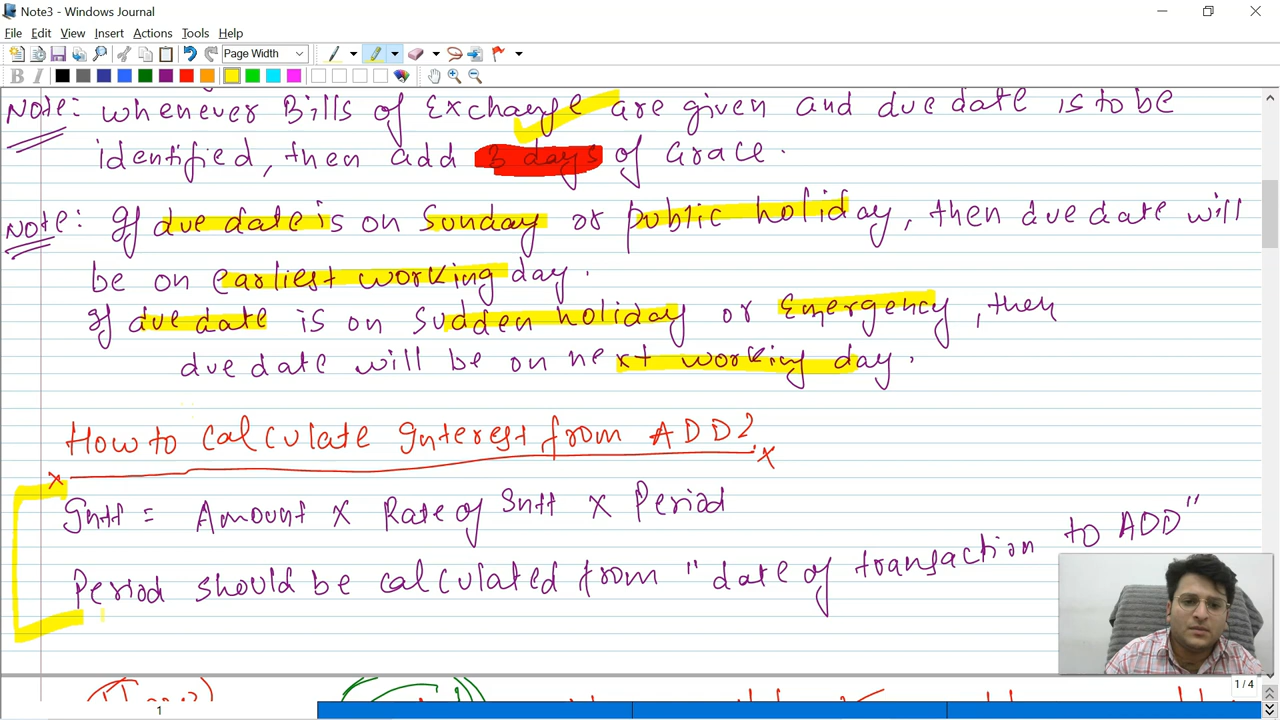 Note3 - Windows Journal
File Edit View Insert Actions Tools Help
Page Width
B I
Note: whenever Bills of Exchange are given and due date is to be
identified, then add 3 days of Grace.
Note: If due date is on Sunday or public holiday, then due date will
be on earliest working day.
If due date is on sudden holiday or Emergency, then
due date will be on next working day.
How to calculate Interest from ADD?
Intt = Amount X Rate of Intt X Period
Period should be calculated from "date of transaction to ADD"
1/4
1